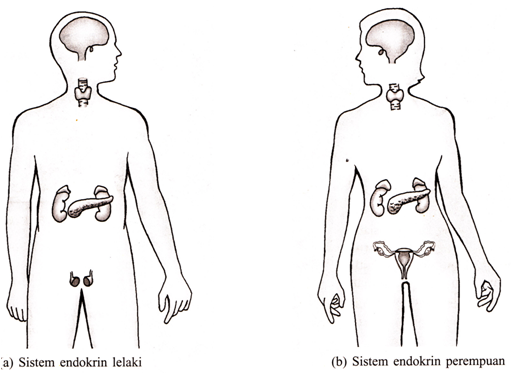 (a) Sistem endokrin lelaki
(b) Sistem endokrin perempuan